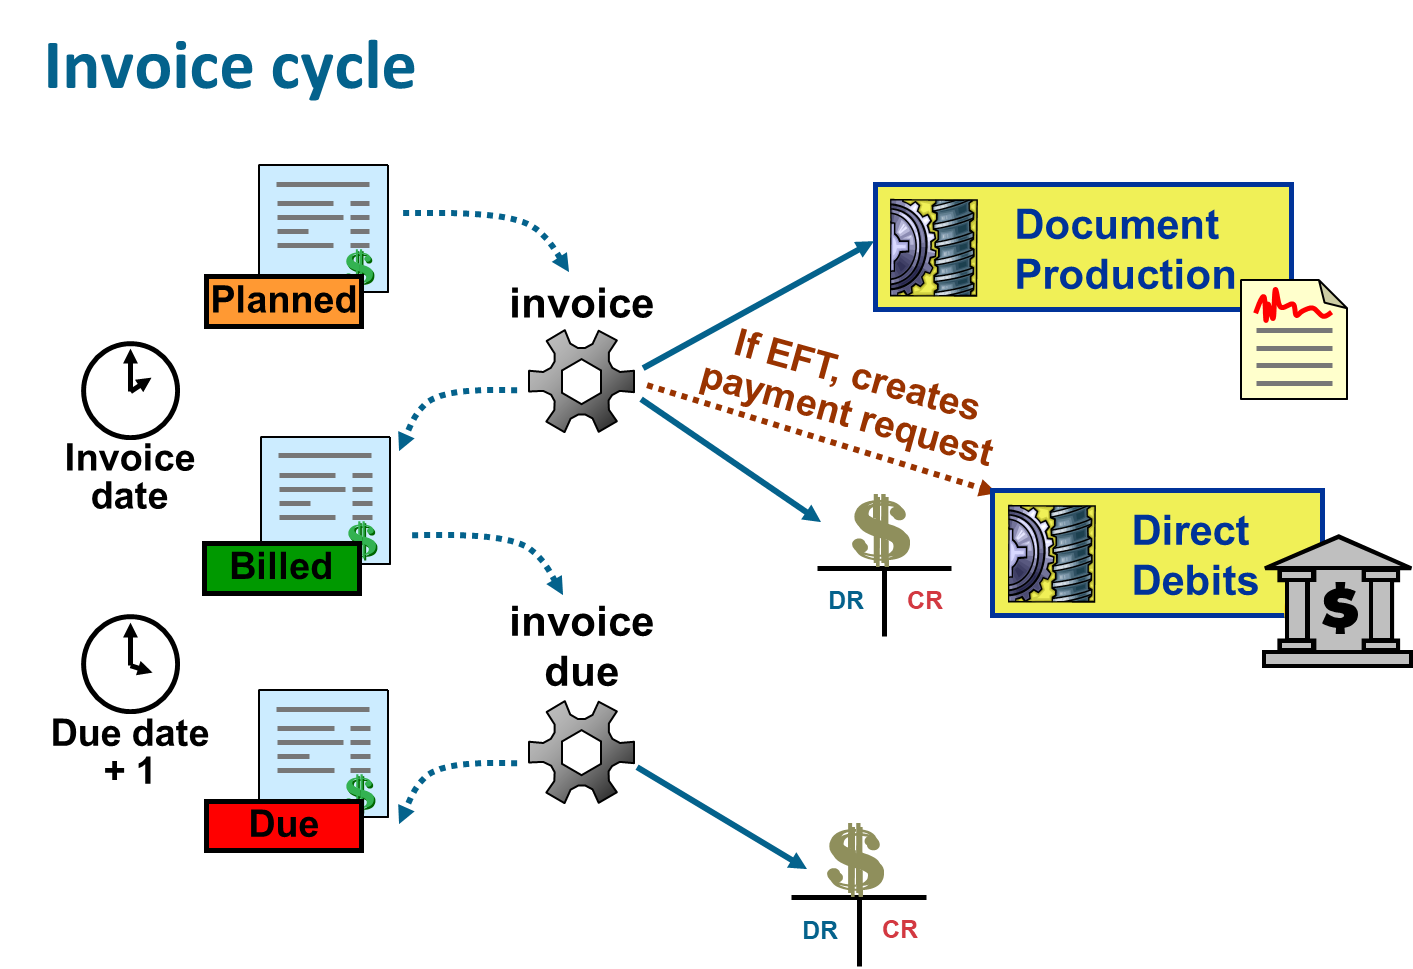 Invoice cycle
$
Planned
invoice
Document
Production
If EFT, creates
payment request
Invoice
date
$
Billed
$
DR
CR
Direct
Debits
$
invoice
due
Due date
+ 1
$
Due
$
DR
CR